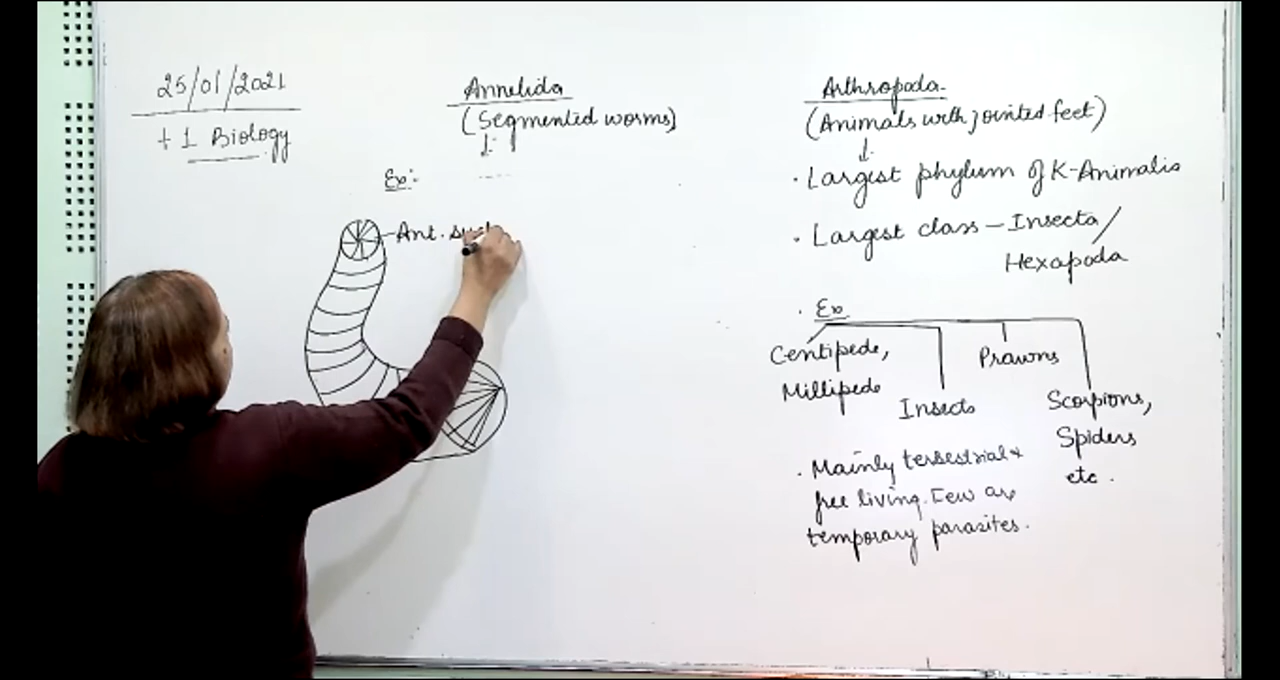 25/01/2021
+1 Biology
Annelida
(Segmented worms)
Ex:
Ant. suc
Arthropoda
(Animals with jointed feet)
· Largest phylum of K-Animalia
· Largest class – Insecta/
Hexapoda
· Ex
Centipede,
Millipede
Insects
Prawns
Scorpions,
Spiders
etc.
· Mainly terrestrial &
free living. Few are
temporary parasites.